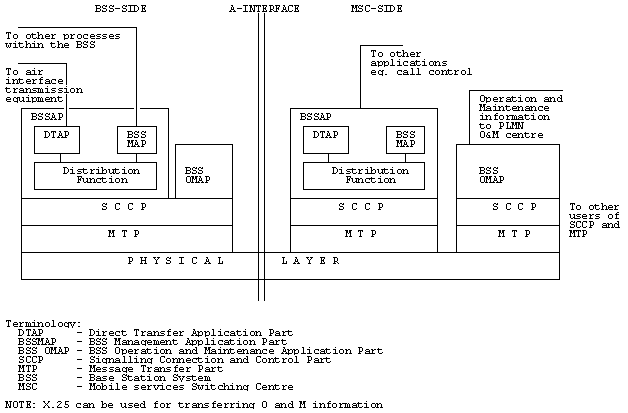 BSS-SIDE A-INTERFACE MSC-SIDE
To other processes
within the BSS
To air
interface
transmission
equipment
To other
applications
eg. call control
Operation and
Maintenance
information
to PLMN
O&M centre
BSSAP
DTAP
BSS
MAP
Distribution
Function
BSS
OMAP
S C C P
M T P
BSSAP
DTAP
BSS
MAP
Distribution
Function
S C C P
M T P
BSS
OMAP
S C C P
M T P
To other
users of
SCCP and
MTP
P H Y S I C A L L A Y E R
Terminology:
DTAP - Direct Transfer Application Part
BSSMAP - BSS Management Application Part
BSS OMAP - BSS Operation and Maintenance Application Part
SCCP - Signalling Connection and Control Part
MTP - Message Transfer Part
BSS - Base Station System
MSC - Mobile services Switching Centre
NOTE: X.25 can be used for transferring O and M information